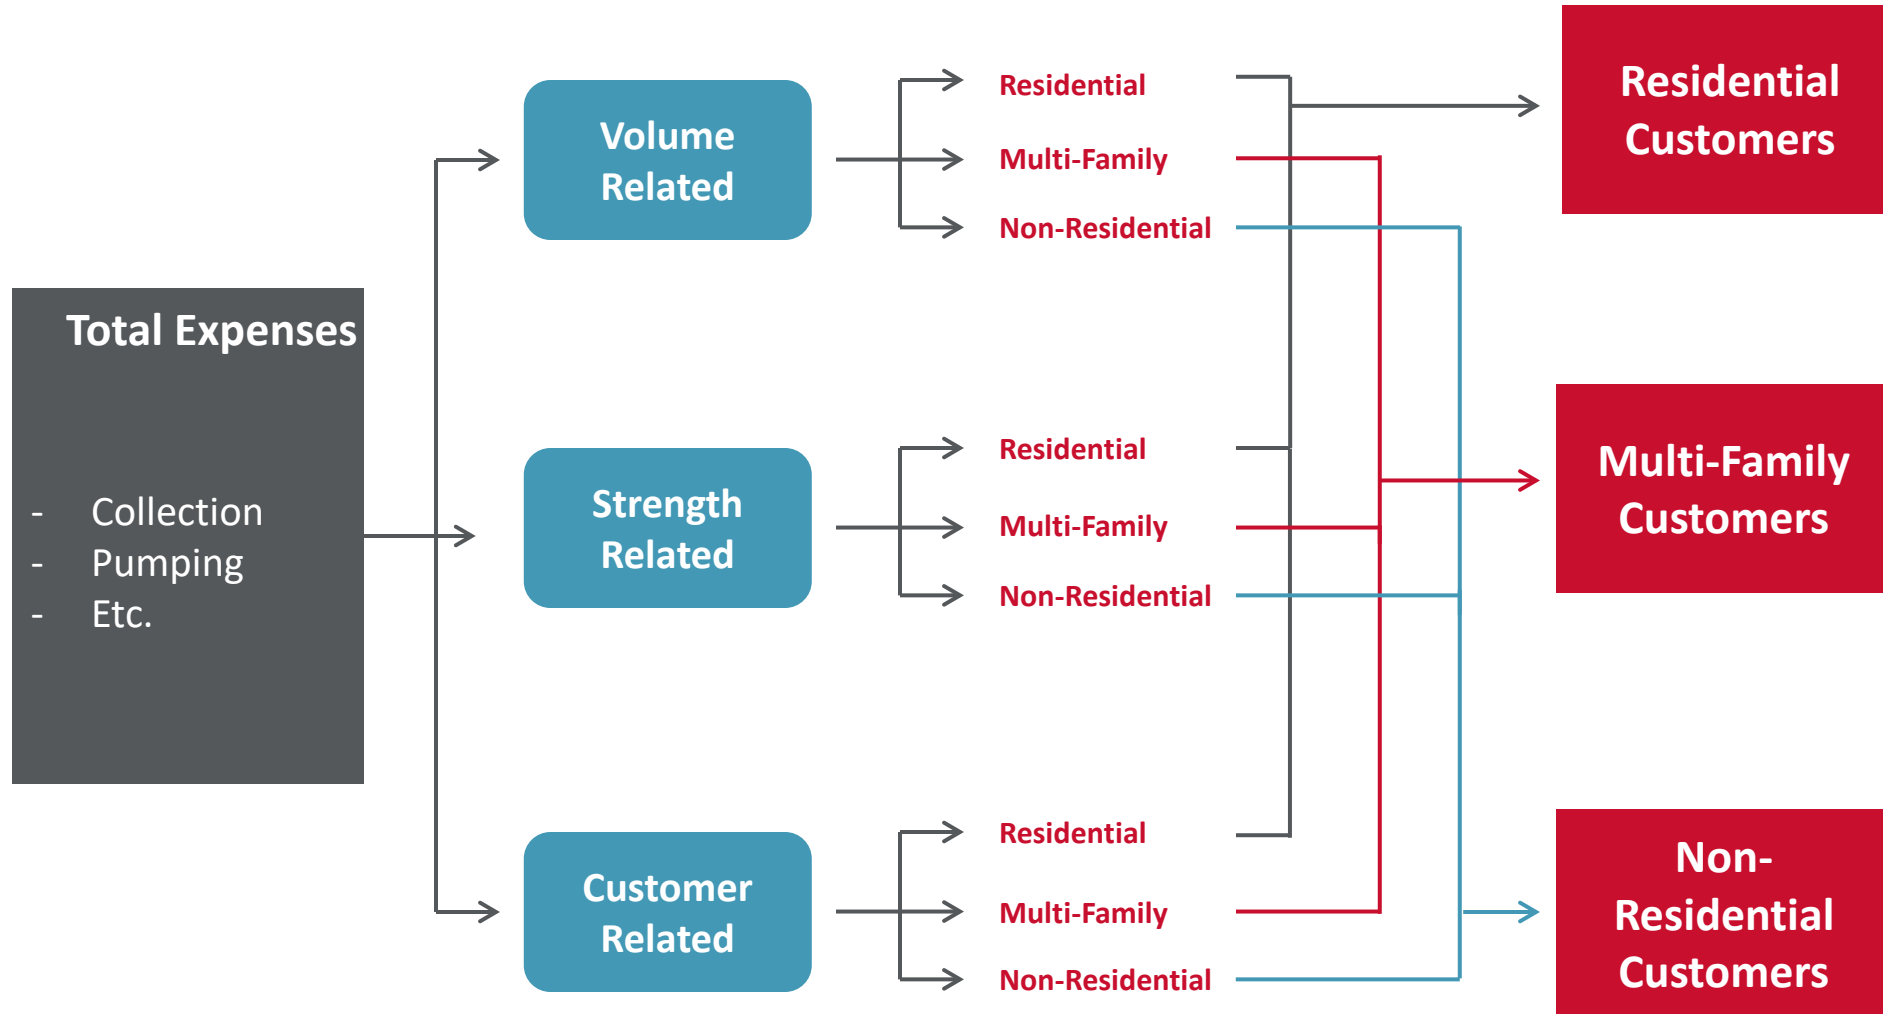 Total Expenses
- Collection
- Pumping
- Etc.
Volume
Related
Residential
Multi-Family
Non-Residential
Strength
Related
Residential
Multi-Family
Non-Residential
Customer
Related
Residential
Multi-Family
Non-Residential
Residential
Customers
Multi-Family
Customers
Non-
Residential
Customers